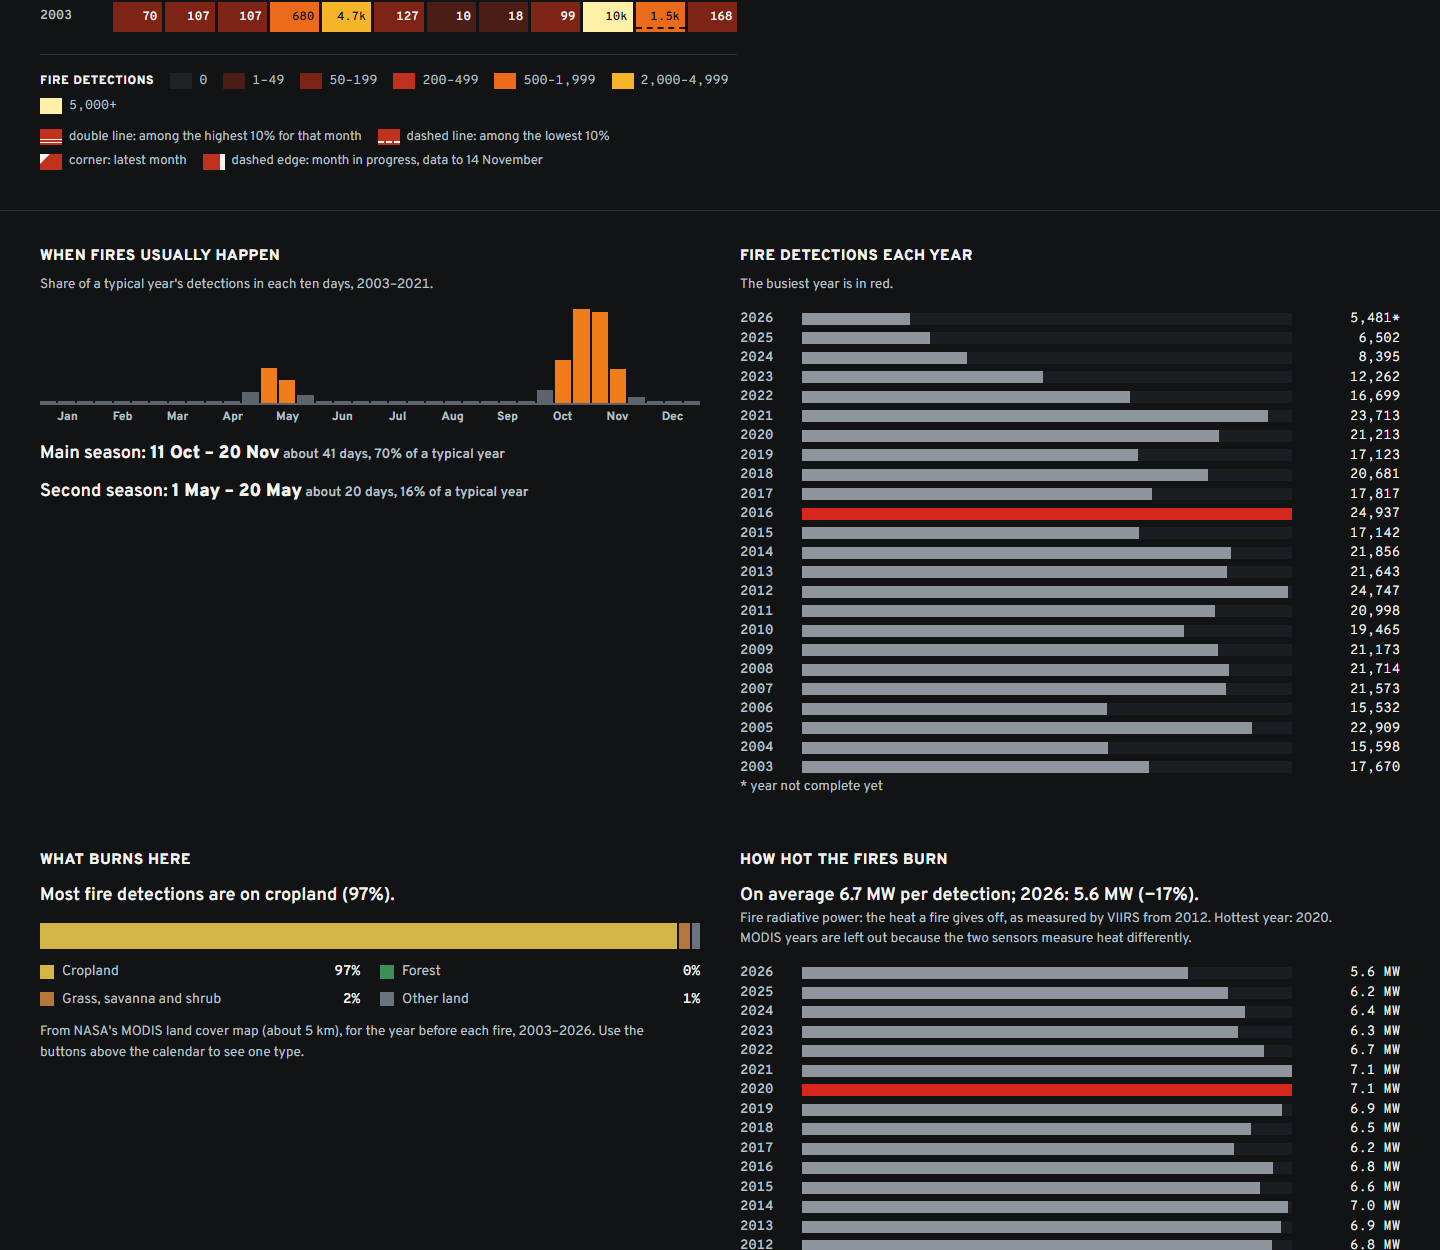 2003 70 107 107 680 4.7k 127 10 18 99 10k 1.5k 168
FIRE DETECTIONS 0 1–49 50–199 200–499 500–1,999 2,000–4,999
5,000+
double line: among the highest 10% for that month dashed line: among the lowest 10%
corner: latest month dashed edge: month in progress, data to 14 November
WHEN FIRES USUALLY HAPPEN
Share of a typical year's detections in each ten days, 2003–2021.
Jan Feb Mar Apr May Jun Jul Aug Sep Oct Nov Dec
Main season: 11 Oct – 20 Nov about 41 days, 70% of a typical year
Second season: 1 May – 20 May about 20 days, 16% of a typical year
FIRE DETECTIONS EACH YEAR
The busiest year is in red.
2026 5,481*
2025 6,502
2024 8,395
2023 12,262
2022 16,699
2021 23,713
2020 21,213
2019 17,123
2018 20,681
2017 17,817
2016 24,937
2015 17,142
2014 21,856
2013 21,643
2012 24,747
2011 20,998
2010 19,465
2009 21,173
2008 21,714
2007 21,573
2006 15,532
2005 22,909
2004 15,598
2003 17,670
* year not complete yet
WHAT BURNS HERE
Most fire detections are on cropland (97%).
Cropland 97% Forest 0%
Grass, savanna and shrub 2% Other land 1%
From NASA's MODIS land cover map (about 5 km), for the year before each fire, 2003–2026. Use the
buttons above the calendar to see one type.
HOW HOT THE FIRES BURN
On average 6.7 MW per detection; 2026: 5.6 MW (−17%).
Fire radiative power: the heat a fire gives off, as measured by VIIRS from 2012. Hottest year: 2020.
MODIS years are left out because the two sensors measure heat differently.
2026 5.6 MW
2025 6.2 MW
2024 6.4 MW
2023 6.3 MW
2022 6.7 MW
2021 7.1 MW
2020 7.1 MW
2019 6.9 MW
2018 6.5 MW
2017 6.2 MW
2016 6.8 MW
2015 6.6 MW
2014 7.0 MW
2013 6.9 MW
2012 6.8 MW